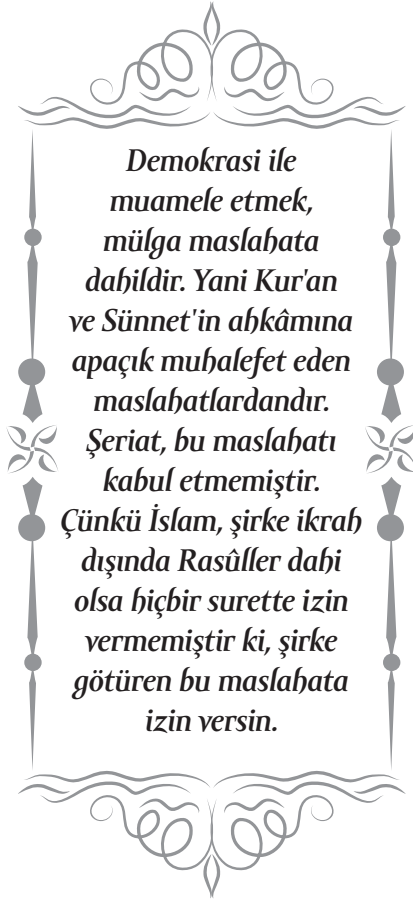 Demokrasi ile
muamele etmek,
mülga maslahata
dahildir. Yani Kur'an
ve Sünnet'in ahkâmına
apaçık muhalefet eden
maslahatlardandır.
Şeriat, bu maslahatı
kabul etmemiştir.
Çünkü İslam, şirke ikrah
dışında Rasûller dahi
olsa hiçbir surette izin
vermemiştir ki, şirke
götüren bu maslahata
izin versin.